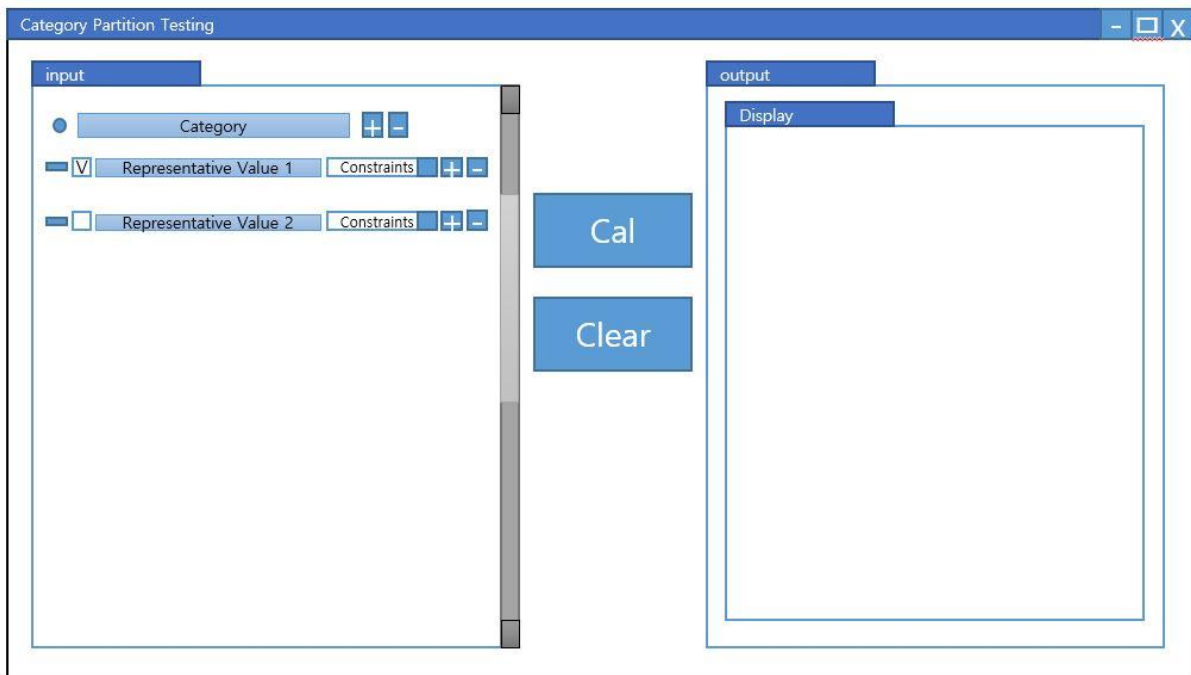 Category Partition Testing - X
input
Category + -
V Representative Value 1 Constraints + -
Representative Value 2 Constraints + -
Cal
Clear
output
Display